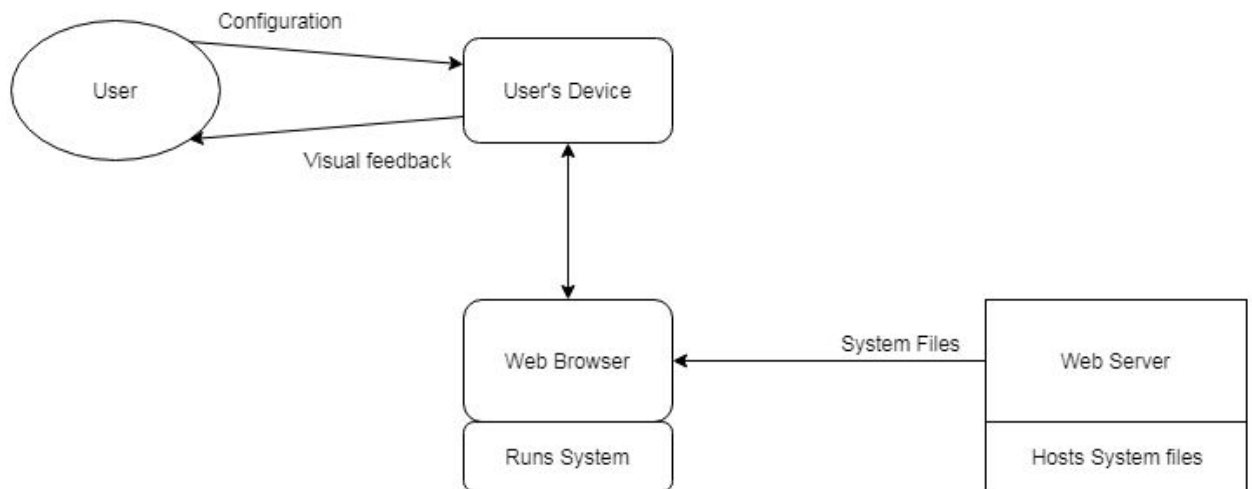 Configuration
User
User's Device
Visual feedback
System Files
Web Browser
Web Server
Runs System
Hosts System files